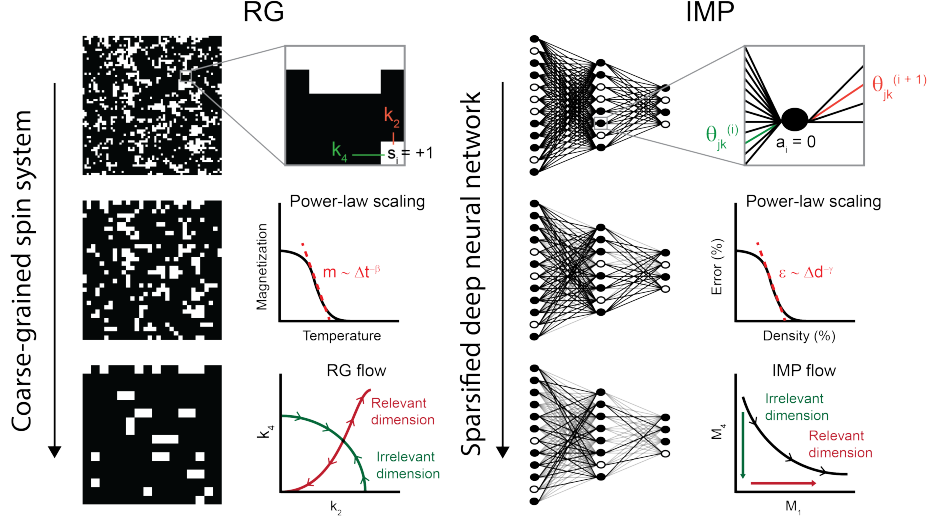 RG
IMP
Coarse-grained spin system
k₂
k₄
sᵢ = +1
Power-law scaling
Magnetization
m ~ Δt⁻ᵝ
Temperature
RG flow
k₄
Relevant
dimension
Irrelevant
dimension
k₂
Sparsified deep neural network
θⱼₖ⁽ⁱ ⁺ ¹⁾
θⱼₖ⁽ⁱ⁾
aᵢ = 0
Power-law scaling
Error (%)
ε ~ Δd⁻ᵞ
Density (%)
IMP flow
M₄
Irrelevant
dimension
Relevant
dimension
M₁